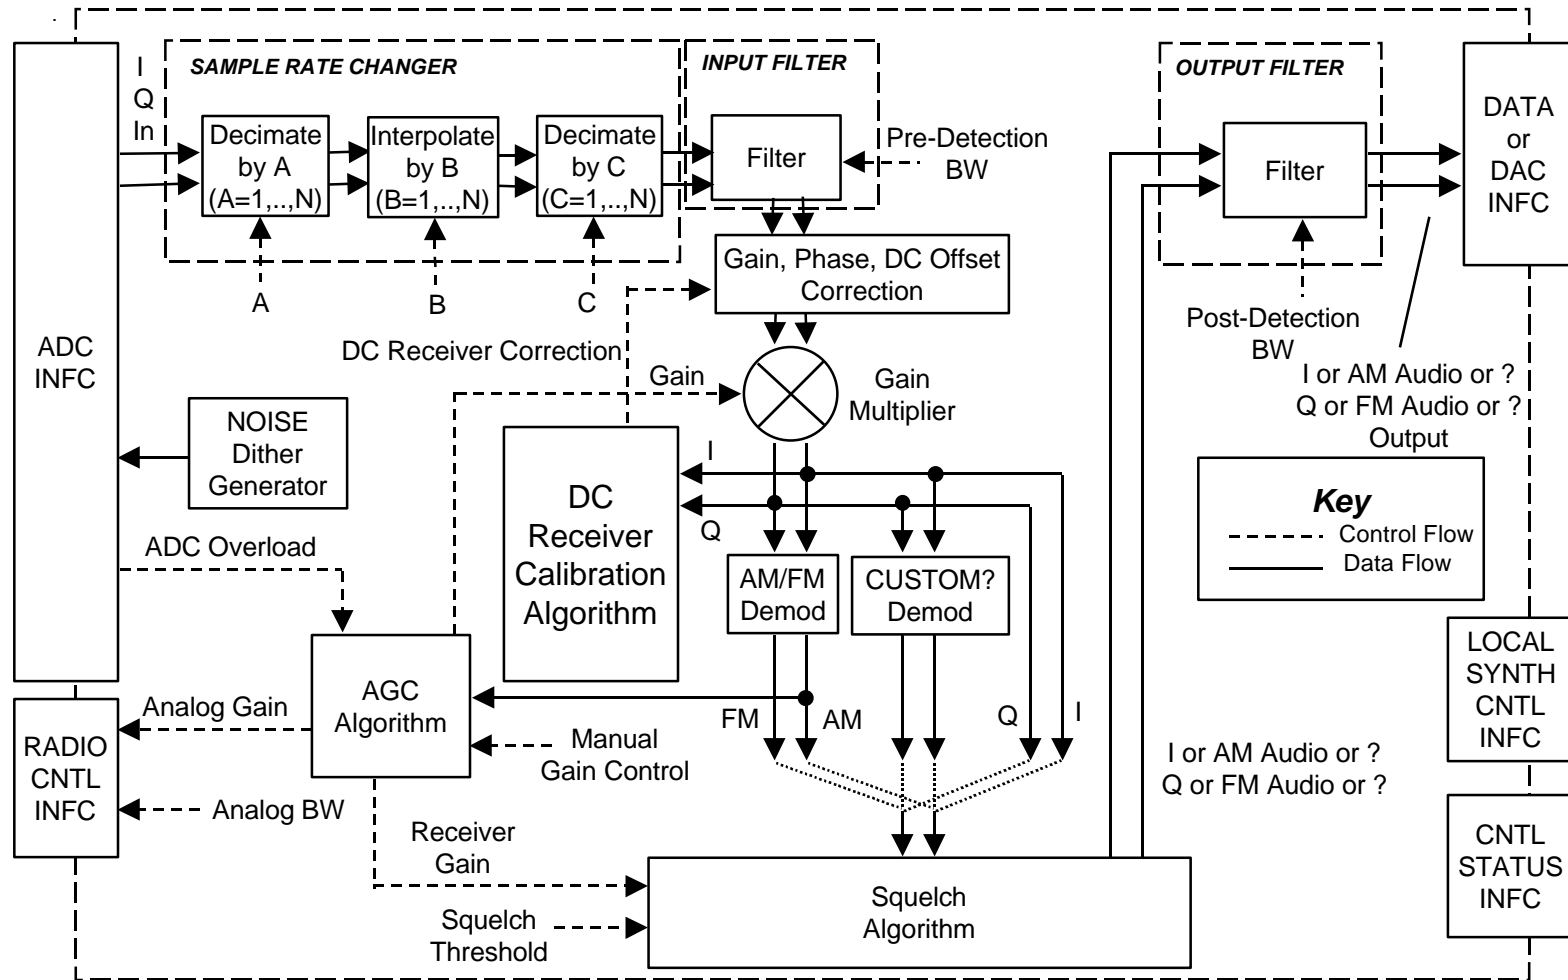 I
Q
In
SAMPLE RATE CHANGER
INPUT FILTER
OUTPUT FILTER
Decimate
by A
(A=1,..,N)
Interpolate
by B
(B=1,..,N)
Decimate
by C
(C=1,..,N)
Filter
Pre-Detection
BW
Filter
DATA
or
DAC
INFC
A
B
C
Gain, Phase, DC Offset
Correction
Post-Detection
BW
ADC
INFC
DC Receiver Correction
Gain
Gain
Multiplier
I or AM Audio or ?
Q or FM Audio or ?
Output
NOISE
Dither
Generator
DC
Receiver
Calibration
Algorithm
I
Q
Key
Control Flow
Data Flow
ADC Overload
AM/FM
Demod
CUSTOM?
Demod
LOCAL
SYNTH
CNTL
INFC
AGC
Algorithm
Analog Gain
FM
AM
Q
I
RADIO
CNTL
INFC
Manual
Gain Control
I or AM Audio or ?
Q or FM Audio or ?
Analog BW
Receiver
Gain
CNTL
STATUS
INFC
Squelch
Threshold
Squelch
Algorithm